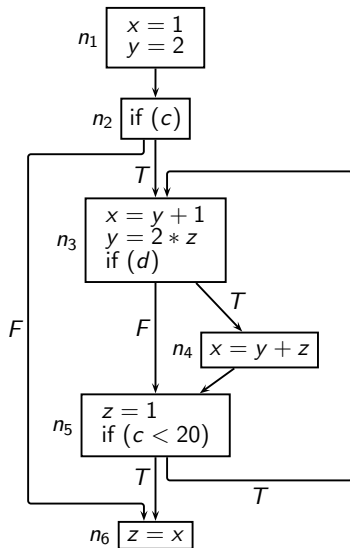 n1
x = 1
y = 2
n2
if (c)
T
n3
x = y + 1
y = 2 * z
if (d)
T
F
F
n4
x = y + z
n5
z = 1
if (c < 20)
T
T
n6
z = x